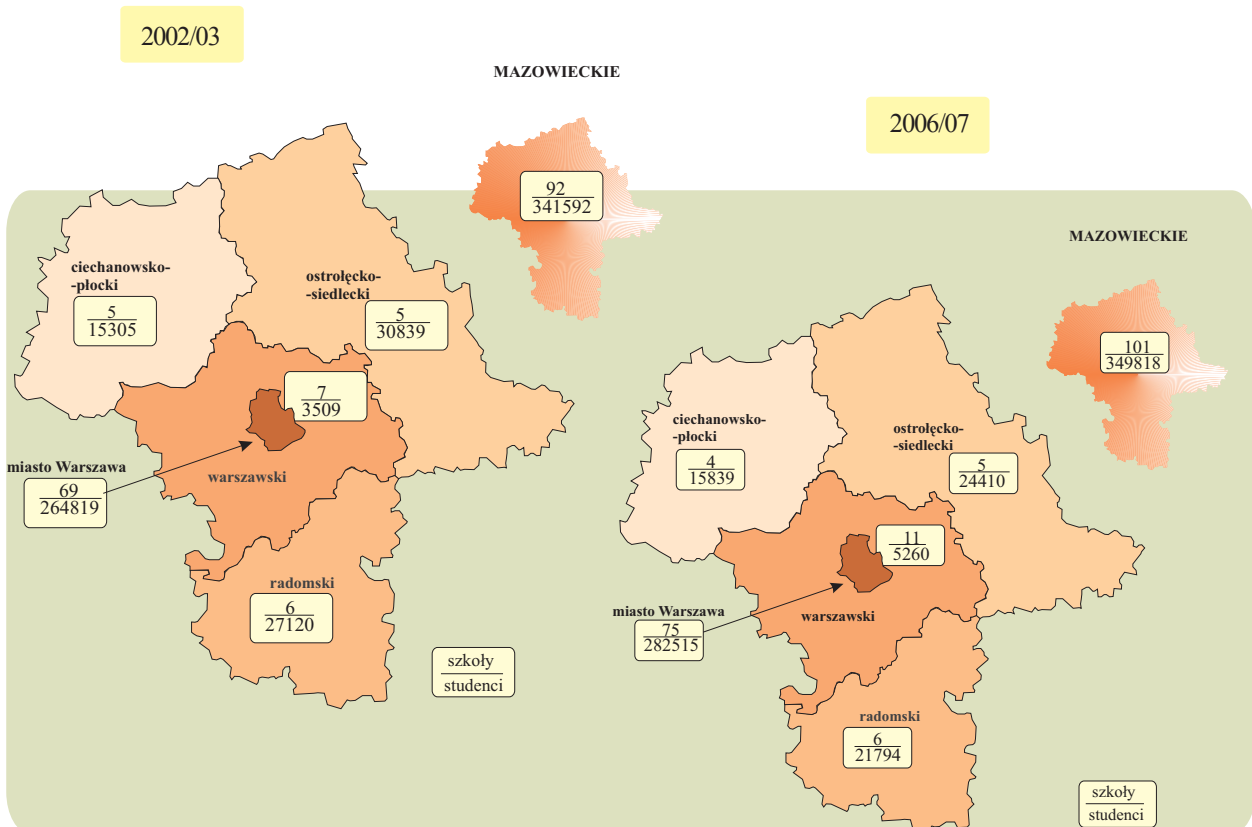 2002/03
MAZOWIECKIE
92
341592
ciechanowsko-
-płocki
5
15305
ostrołęcko-
-siedlecki
5
30839
7
3509
miasto Warszawa
69
264819
warszawski
radomski
6
27120
szkoły
studenci
2006/07
MAZOWIECKIE
101
349818
ciechanowsko-
-płocki
4
15839
ostrołęcko-
-siedlecki
5
24410
11
5260
miasto Warszawa
75
282515
warszawski
radomski
6
21794
szkoły
studenci